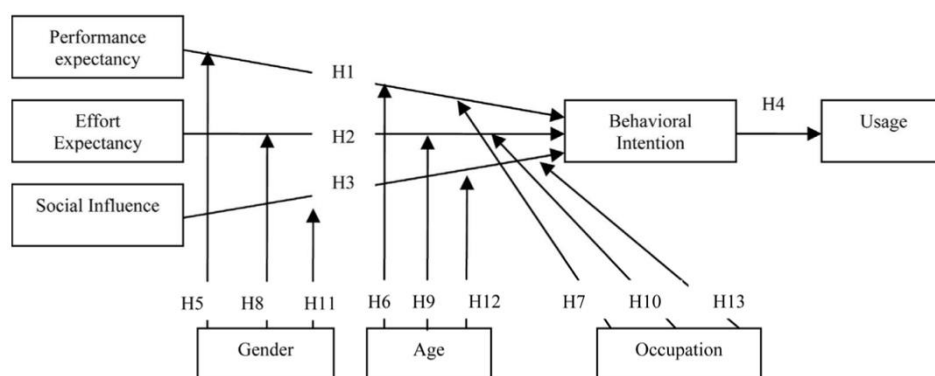 Performance
expectancy
H1
Effort
Expectancy
H2
Behavioral
Intention
H4
Usage
Social Influence
H3
H5
H8
H11
H6
H9
H12
H7
H10
H13
Gender
Age
Occupation